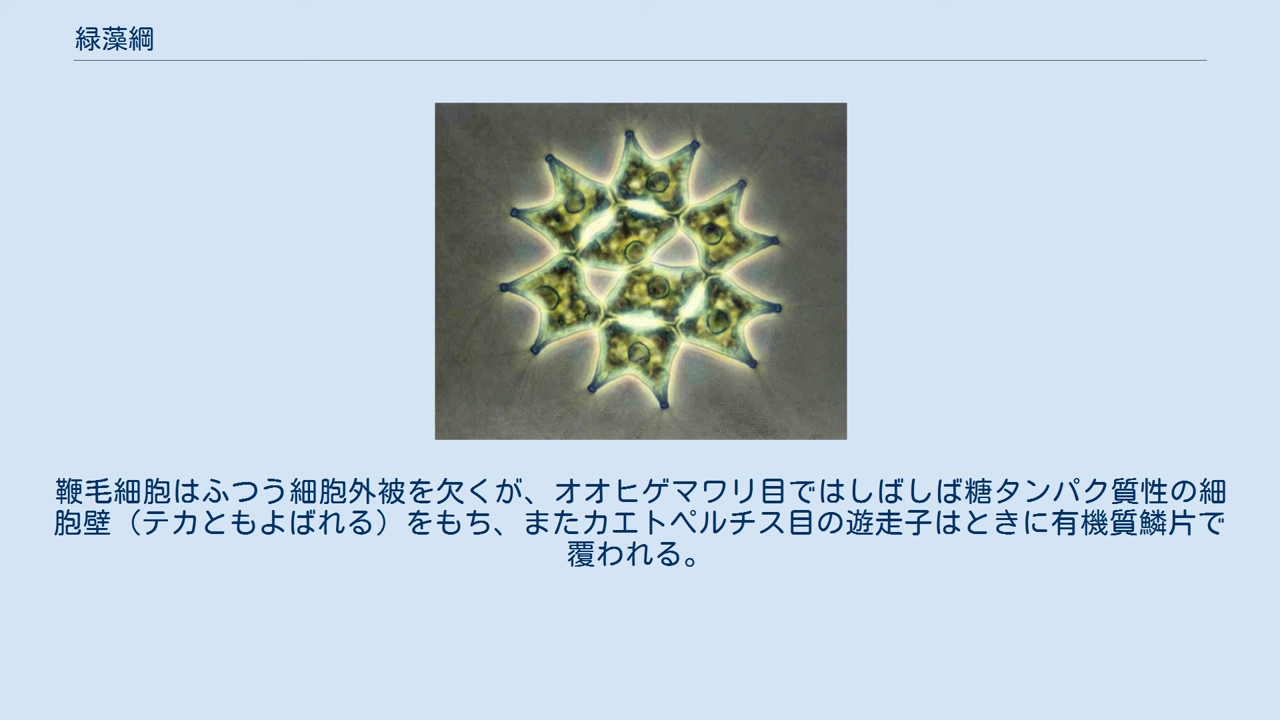 緑藻綱
鞭毛細胞はふつう細胞外被を欠くが、オオヒゲマワリ目ではしばしば糖タンパク質性の細
胞壁（テカともよばれる）をもち、またカエトペルチス目の遊走子はときに有機質鱗片で
覆われる。